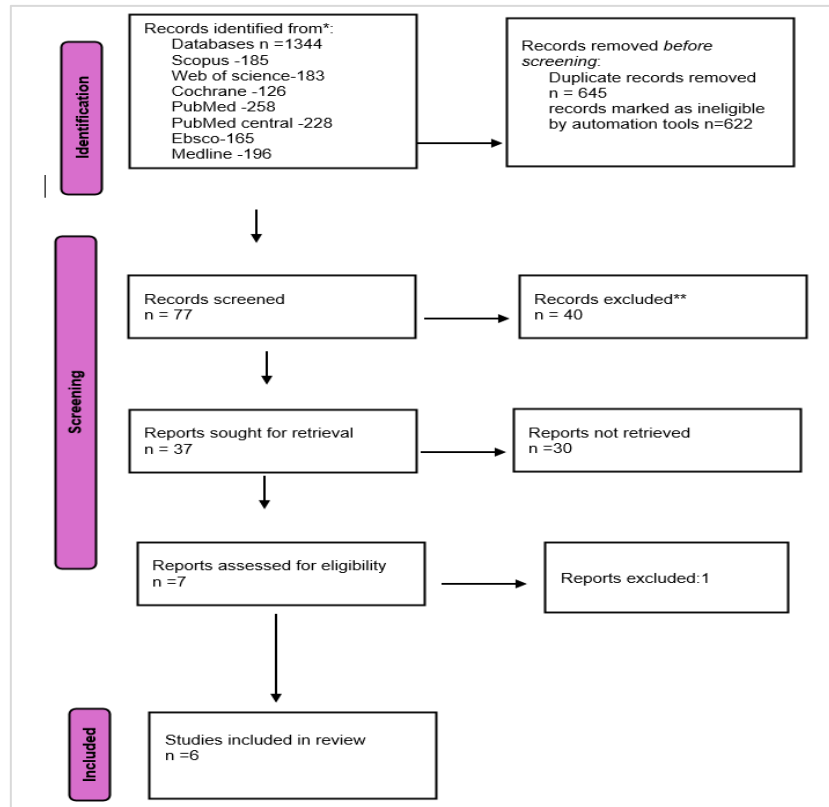 Identification
Records identified from*:
Databases n =1344
Scopus -185
Web of science-183
Cochrane -126
PubMed -258
PubMed central -228
Ebsco-165
Medline -196
Records removed before
screening:
Duplicate records removed
n = 645
records marked as ineligible
by automation tools n=622
Screening
Records screened
n = 77
Records excluded**
n = 40
Reports sought for retrieval
n = 37
Reports not retrieved
n =30
Reports assessed for eligibility
n =7
Reports excluded:1
Included
Studies included in review
n =6